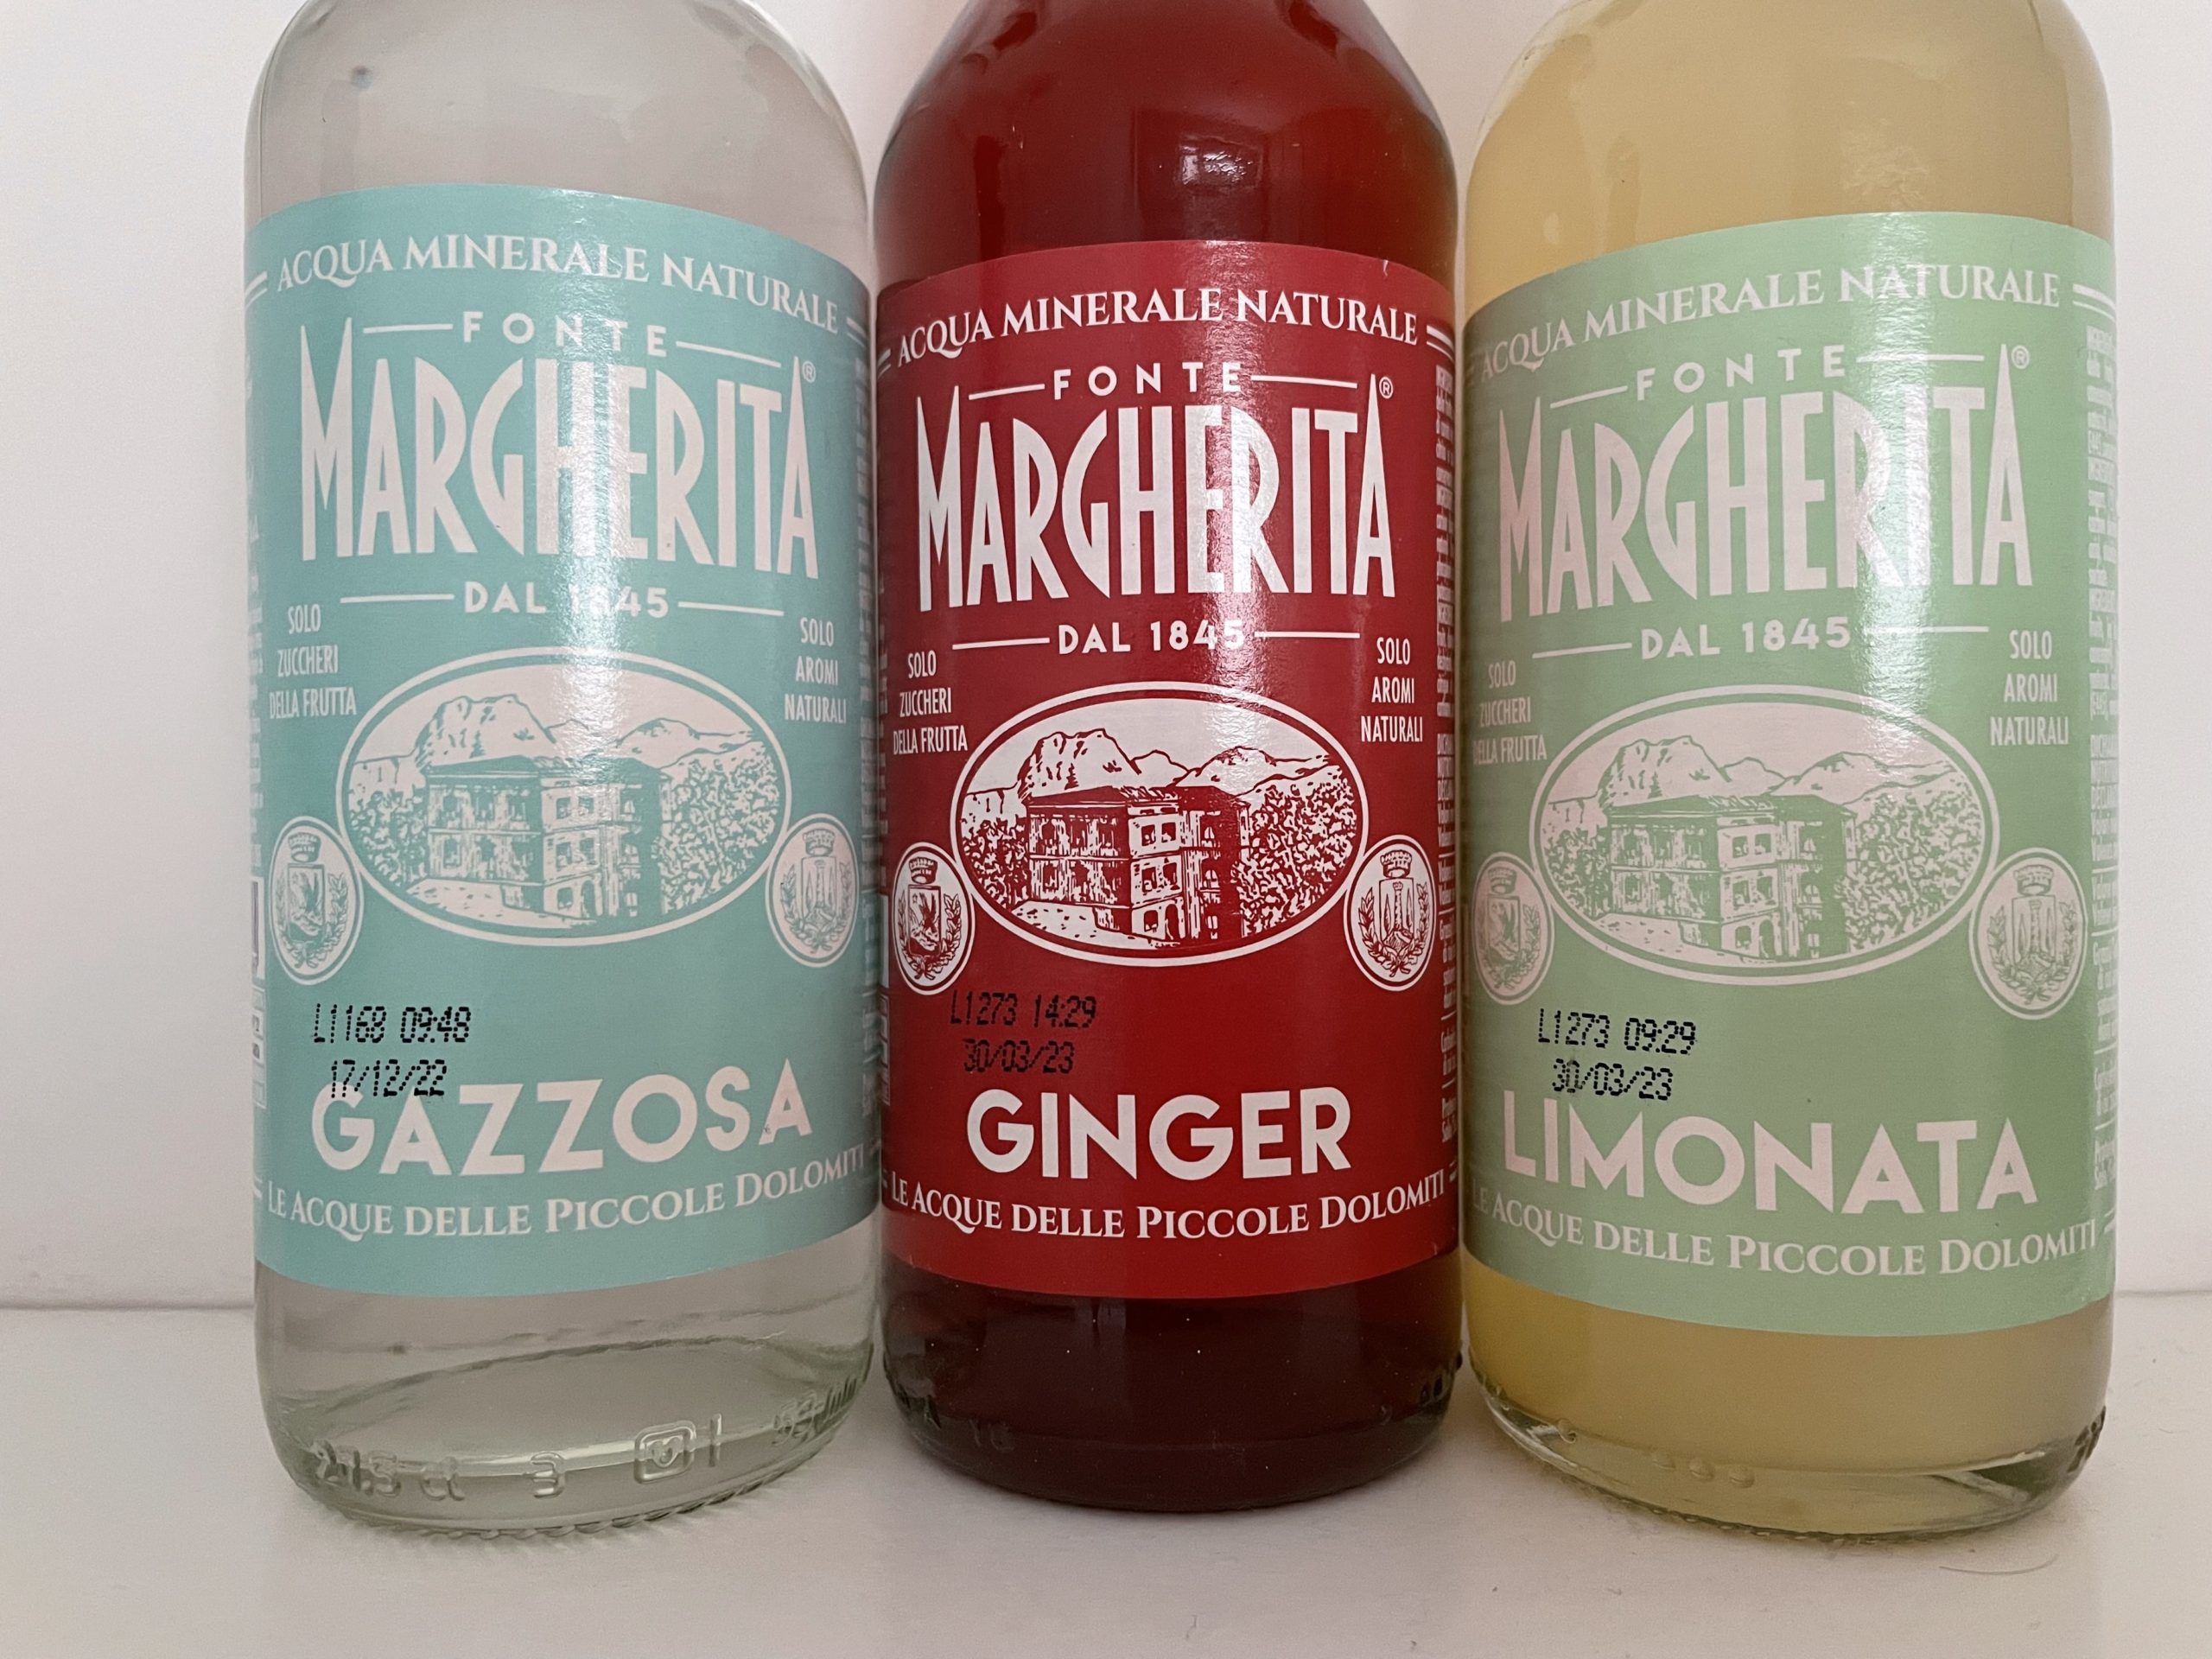 ACQUA MINERALE NATURALE
FONTE
MARGHERITA®
DAL 1845
SOLO
ZUCCHERI
DELLA FRUTTA
SOLO
AROMI
NATURALI
L1168 09:48
17/12/22
GAZZOSA
LE ACQUE DELLE PICCOLE DOLOMITI
21.5 3
ACQUA MINERALE NATURALE
FONTE
MARGHERITA®
DAL 1845
SOLO
ZUCCHERI
DELLA FRUTTA
SOLO
AROMI
NATURALI
L1273 14:29
30/03/23
GINGER
LE ACQUE DELLE PICCOLE DOLOMITI
ACQUA MINERALE NATURALE
FONTE
MARGHERITA®
DAL 1845
SOLO
ZUCCHERI
DELLA FRUTTA
SOLO
AROMI
NATURALI
L1273 09:29
30/03/23
LIMONATA
LE ACQUE DELLE PICCOLE DOLOMITI